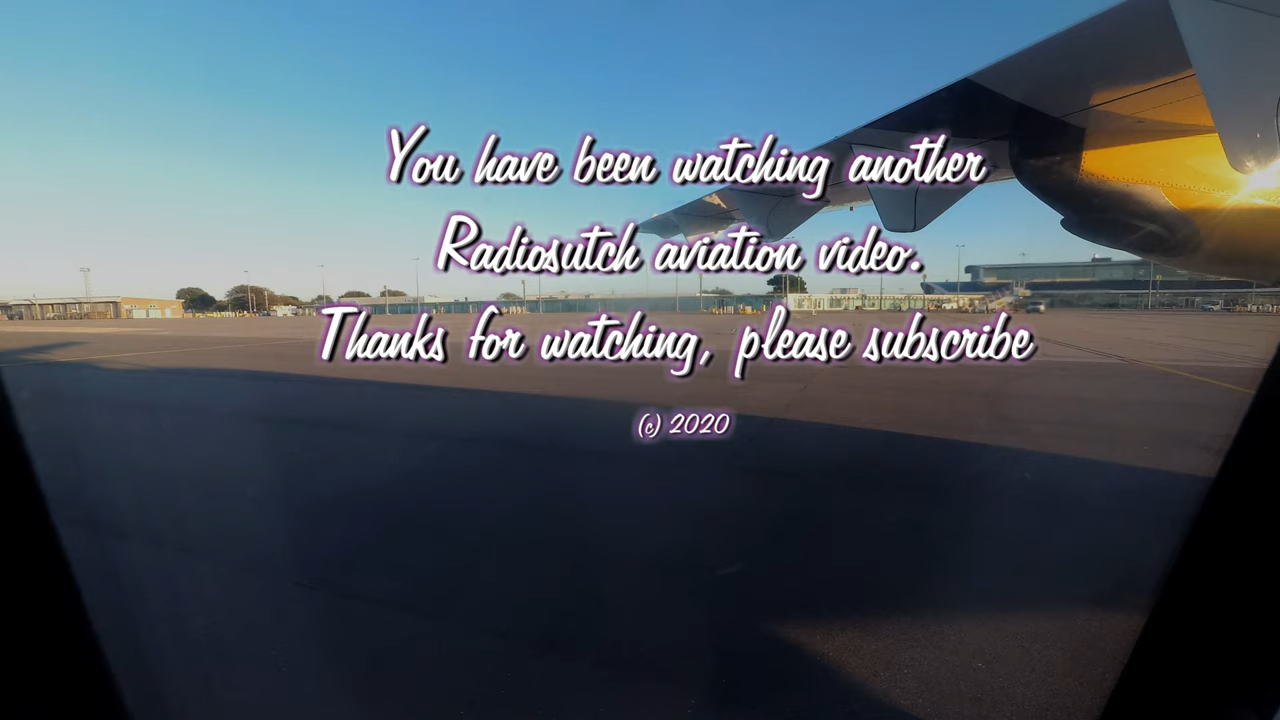 You have been watching another
Radiosutch aviation video.
Thanks for watching, please subscribe
(c) 2020